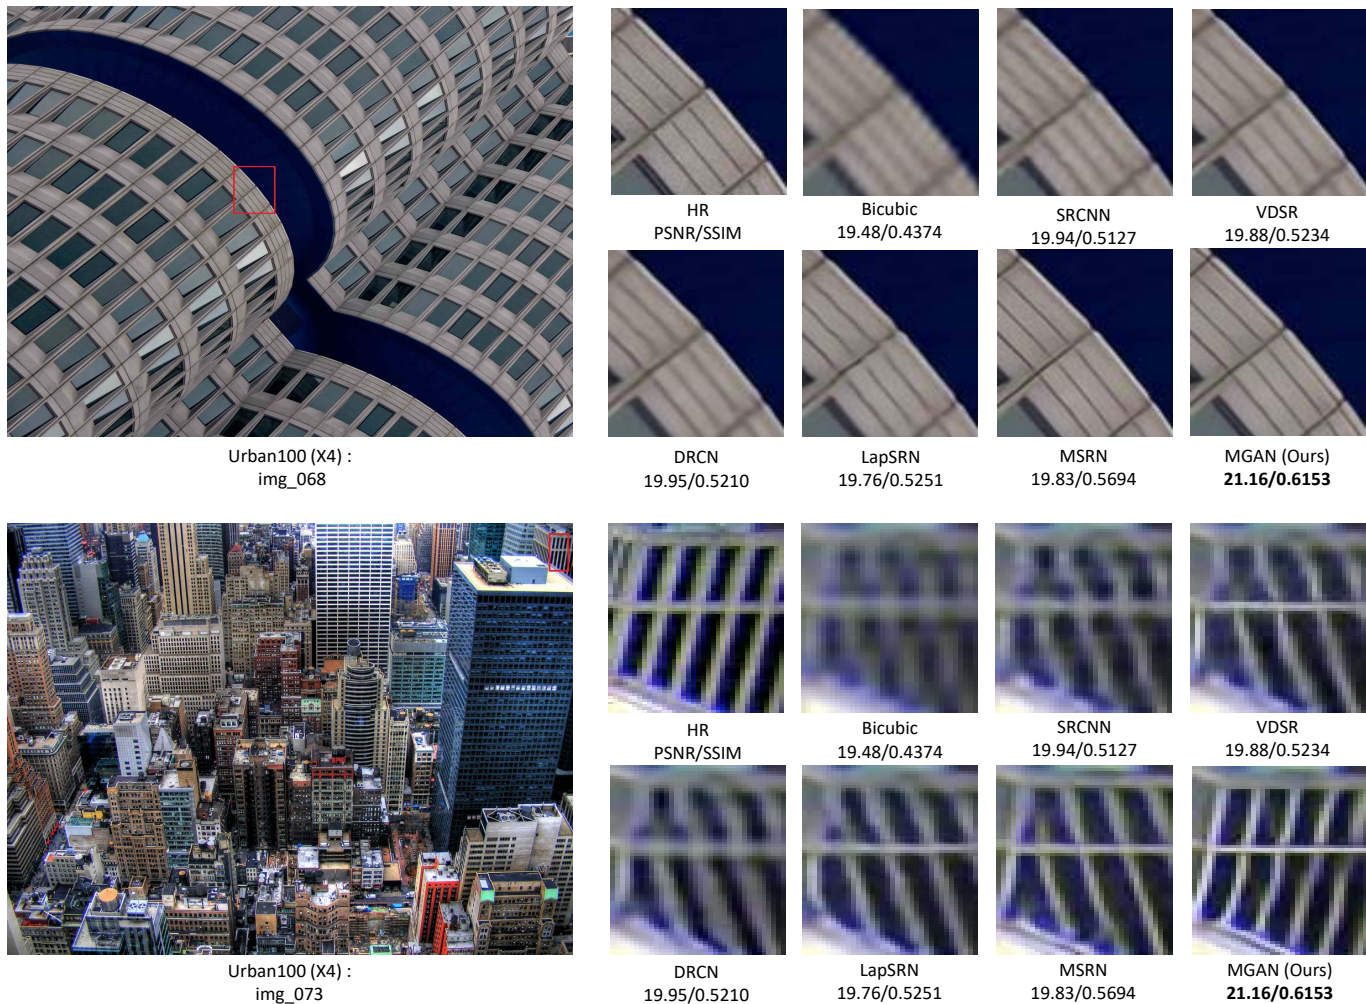 HR
PSNR/SSIM
Bicubic
19.48/0.4374
SRCNN
19.94/0.5127
VDSR
19.88/0.5234
DRCN
19.95/0.5210
LapSRN
19.76/0.5251
MSRN
19.83/0.5694
MGAN (Ours)
21.16/0.6153
Urban100 (X4) :
img_068
HR
PSNR/SSIM
Bicubic
19.48/0.4374
SRCNN
19.94/0.5127
VDSR
19.88/0.5234
DRCN
19.95/0.5210
LapSRN
19.76/0.5251
MSRN
19.83/0.5694
MGAN (Ours)
21.16/0.6153
Urban100 (X4) :
img_073